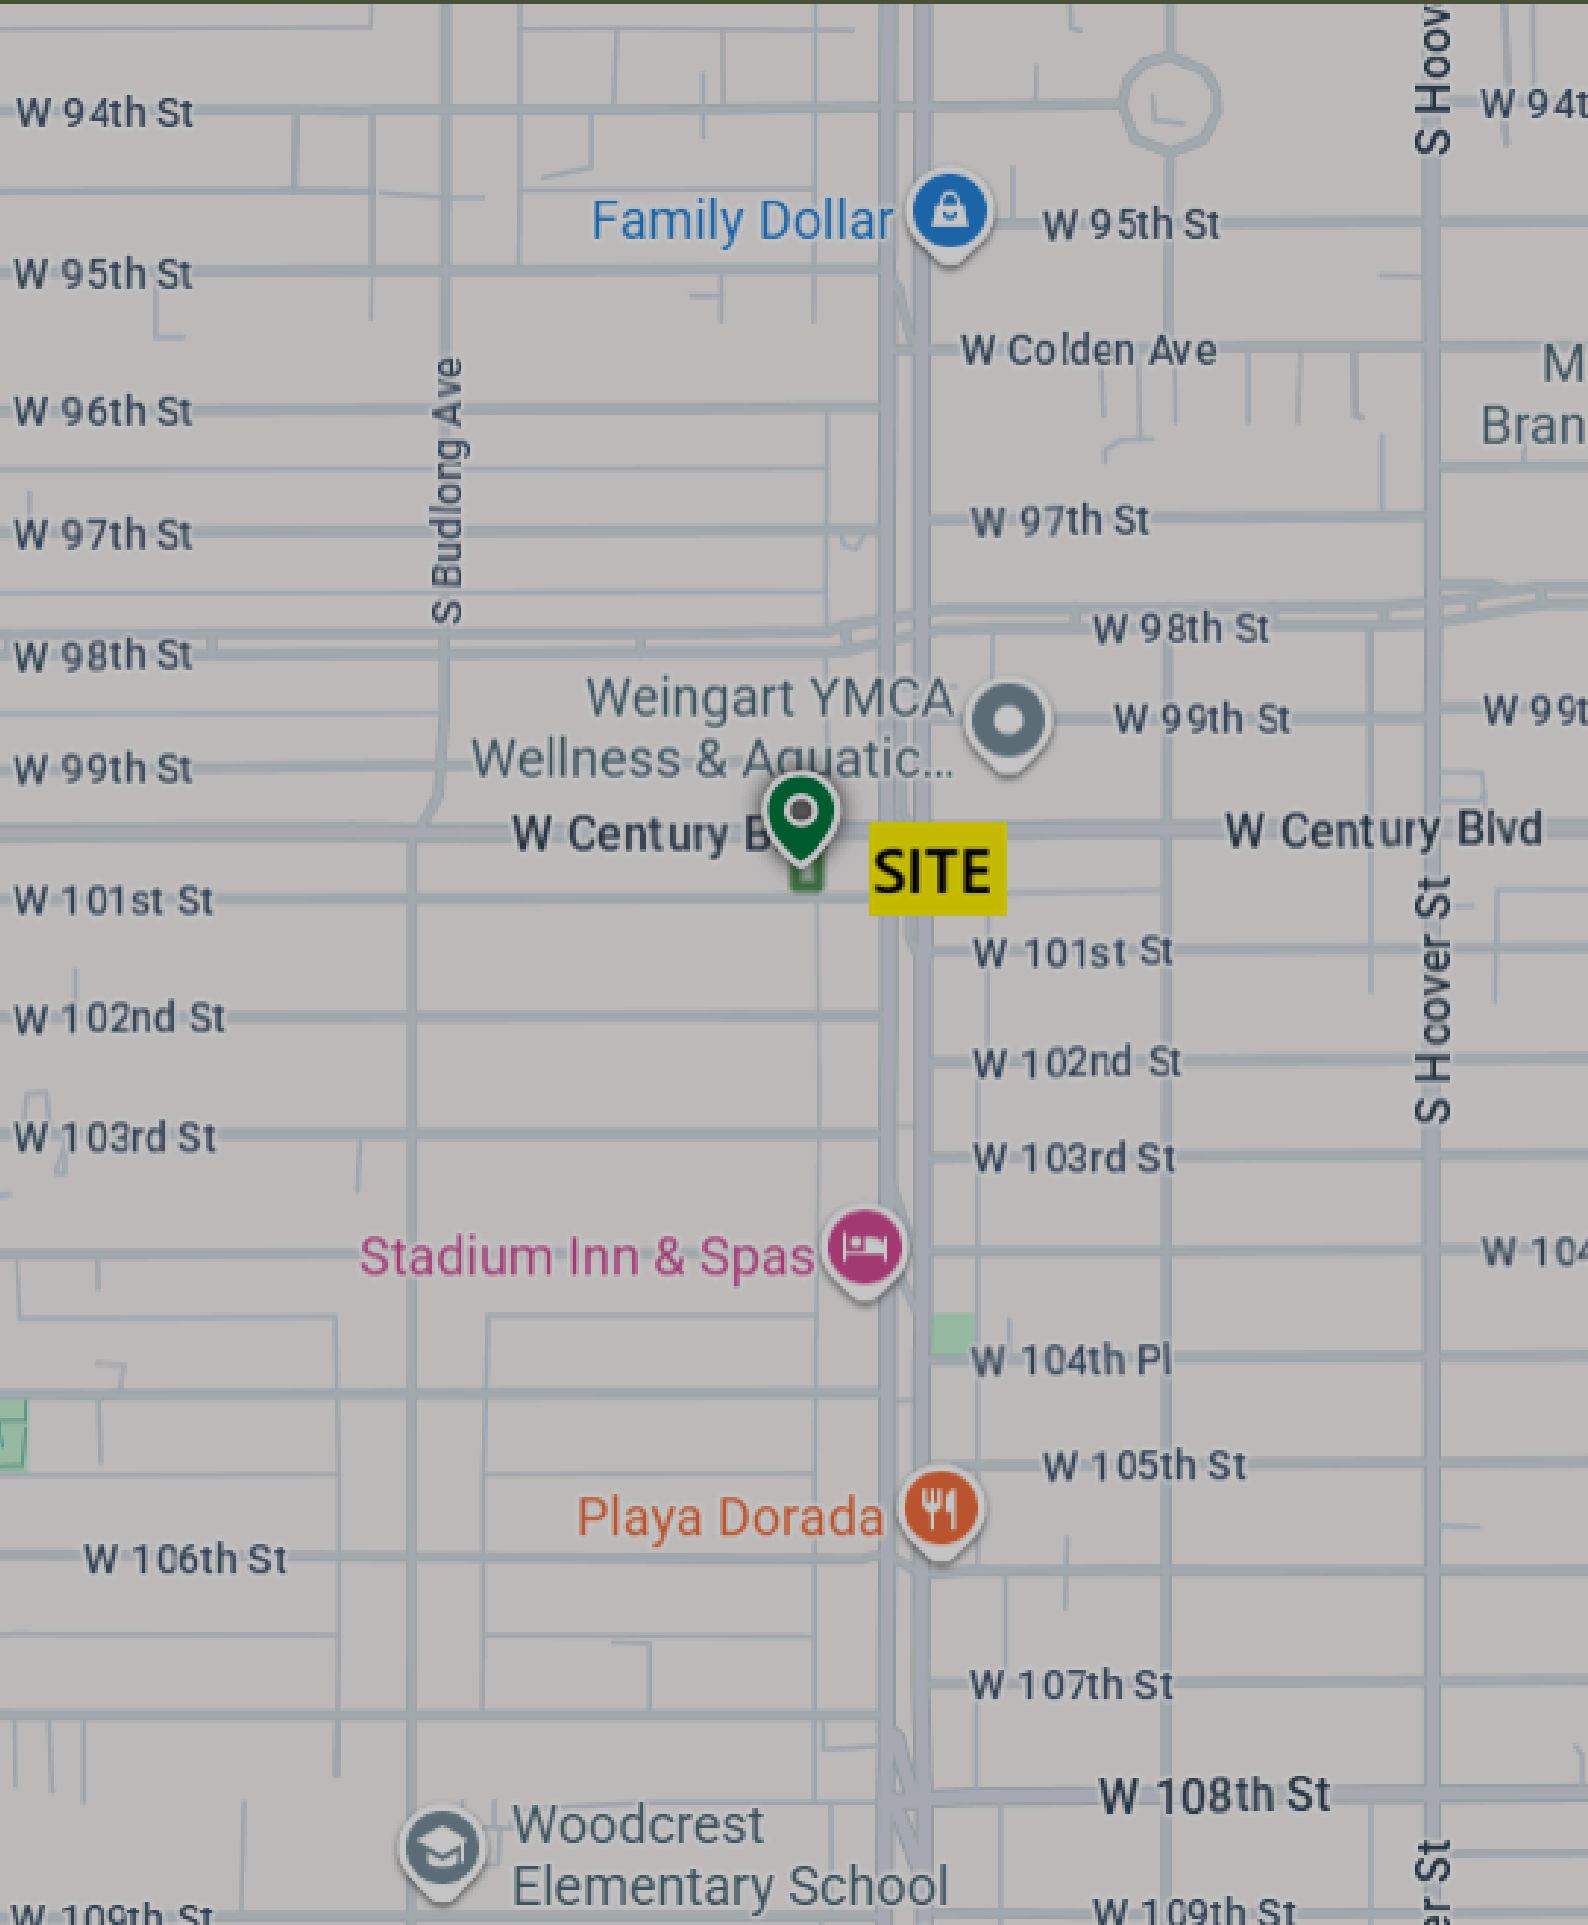 S Hoov
W 94th St
W 94t
Family Dollar
W 95th St
W 95th St
W Colden Ave
M
Bran
W 96th St
S Budlong Ave
W 97th St
W 97th St
W 98th St
W 98th St
Weingart YMCA
Wellness & Aquatic...
W 99th St
W 99t
W 99th St
W Century B
W Century Blvd
SITE
W 101st St
W 101st St
S Hoover St
W 102nd St
W 102nd St
W 103rd St
W 103rd St
Stadium Inn & Spas
W 104
W 104th Pl
W 105th St
Playa Dorada
W 106th St
W 107th St
W 108th St
Woodcrest
Elementary School
er St
W 109th St
W 109th St